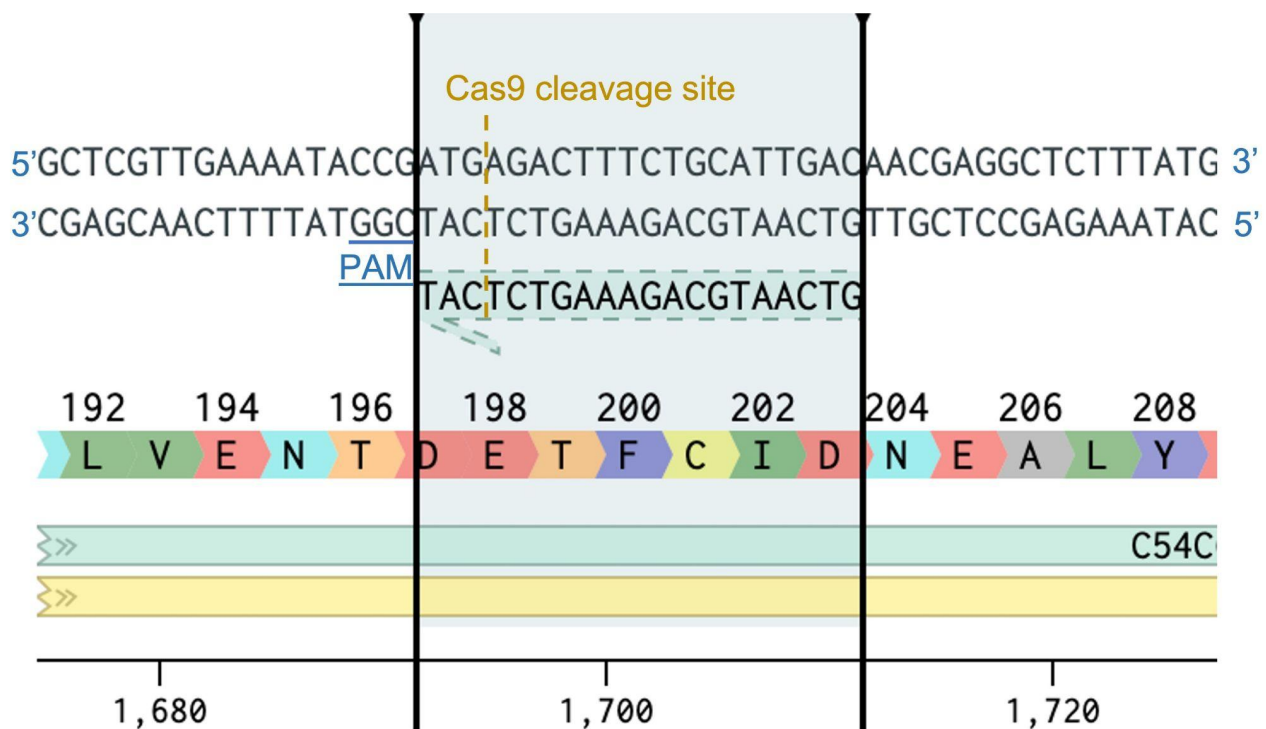 Cas9 cleavage site
5’GCTCGTTGAAAATACCGATGAGACTTTCTGCATTGACAACGAGGCTCTTTATG 3’
3’CGAGCAACTTTTATGGCTACTCTGAAAGACGTAACTGTTGCTCCGAGAAATAC 5’
PAM
TACTCTGAAAGACGTAACTG
192 194 196 198 200 202 204 206 208
L V E N T D E T F C I D N E A L Y
C54C
1,680 1,700 1,720